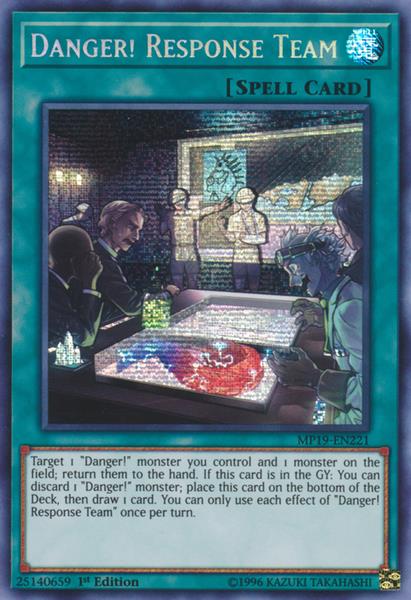 DANGER! RESPONSE TEAM
[SPELL CARD]
MP19-EN221
Target 1 "Danger!" monster you control and 1 monster on the
field; return them to the hand. If this card is in the GY: You can
discard 1 "Danger!" monster; place this card on the bottom of the
Deck, then draw 1 card. You can only use each effect of "Danger!
Response Team" once per turn.
25140659 1st Edition ©1996 KAZUKI TAKAHASHI